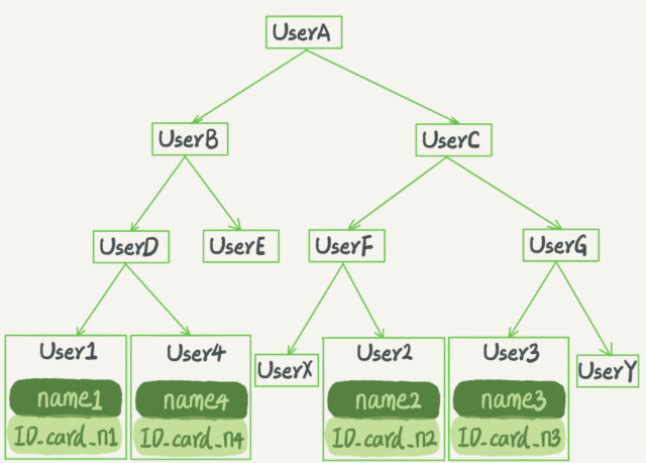 UserA
UserB
UserC
UserD
UserE
UserF
UserG
User1
name1
ID_card_n1
User4
name4
ID_card_n4
UserX
User2
name2
ID_card_n2
User3
name3
ID_card_n3
UserY